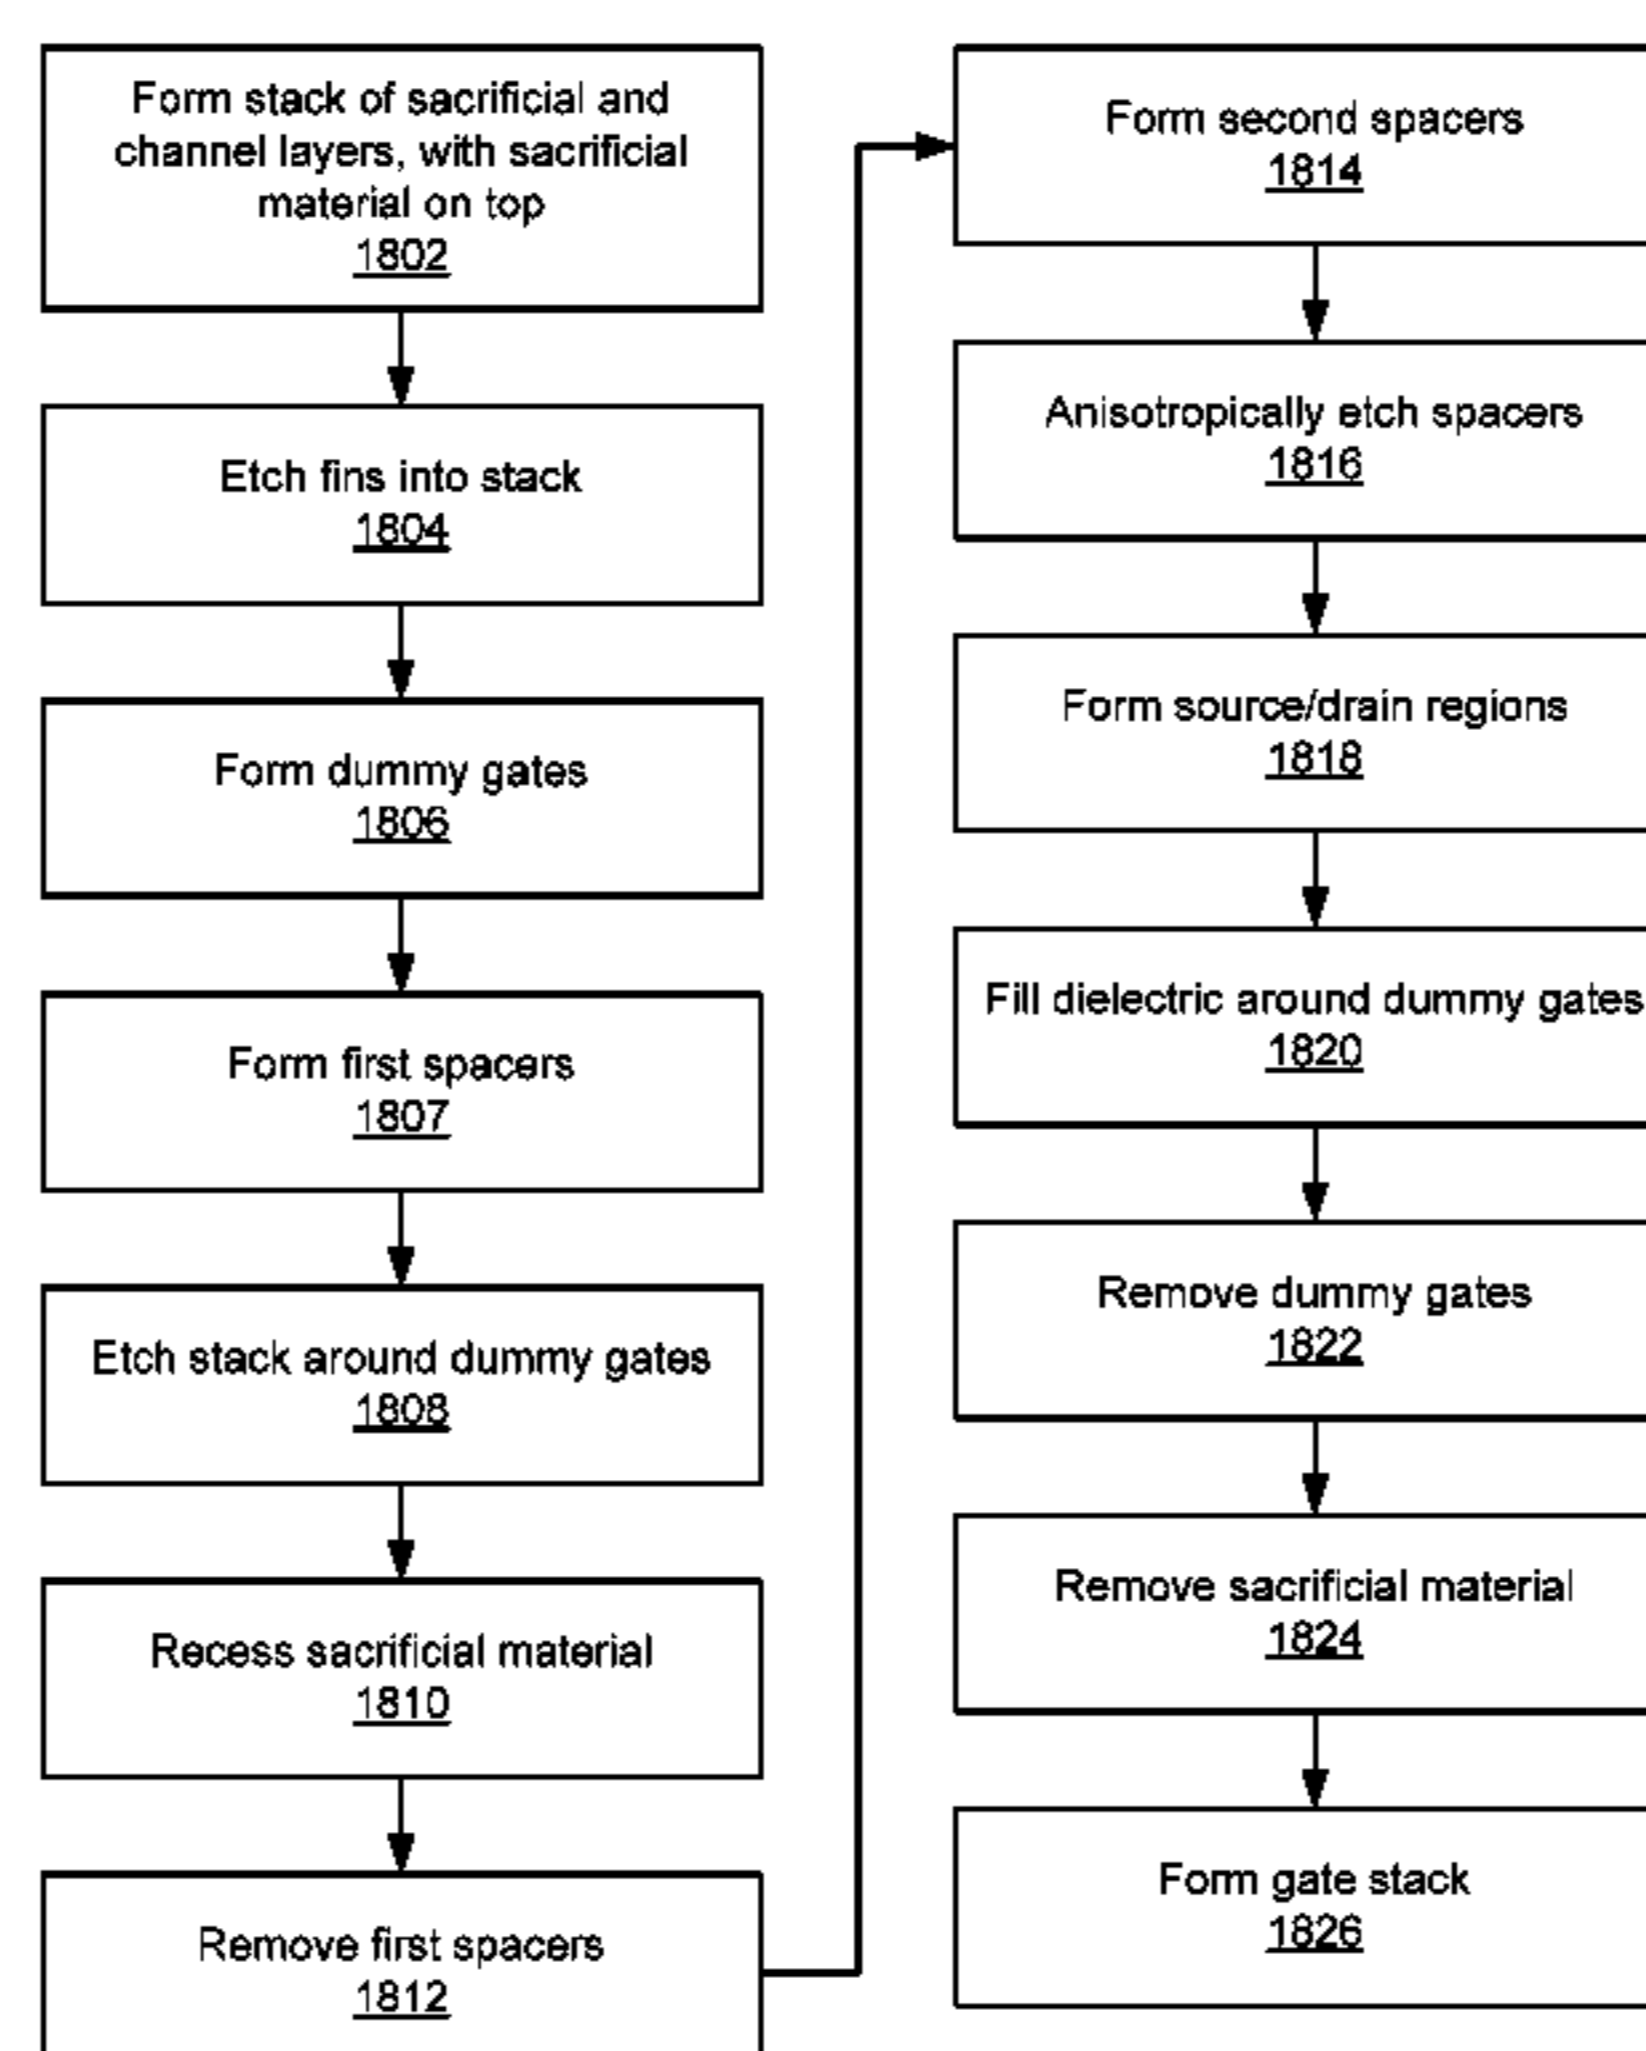 Form stack of sacrificial and
channel layers, with sacrificial
material on top
1802
Etch fins into stack
1804
Form dummy gates
1806
Form first spacers
1807
Etch stack around dummy gates
1808
Recess sacrificial material
1810
Remove first spacers
1812
Form second spacers
1814
Anisotropically etch spacers
1816
Form source/drain regions
1818
Fill dielectric around dummy gates
1820
Remove dummy gates
1822
Remove sacrificial material
1824
Form gate stack
1826